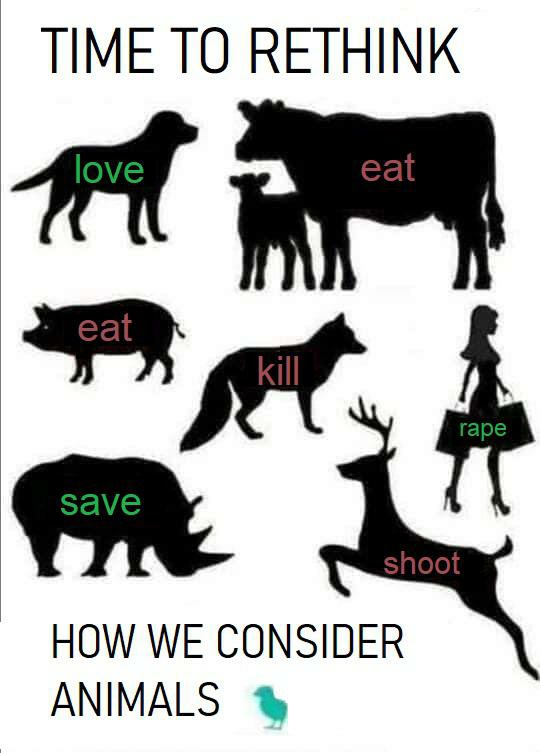 TIME TO RETHINK
love
eat
eat
kill
rape
save
shoot
HOW WE CONSIDER
ANIMALS